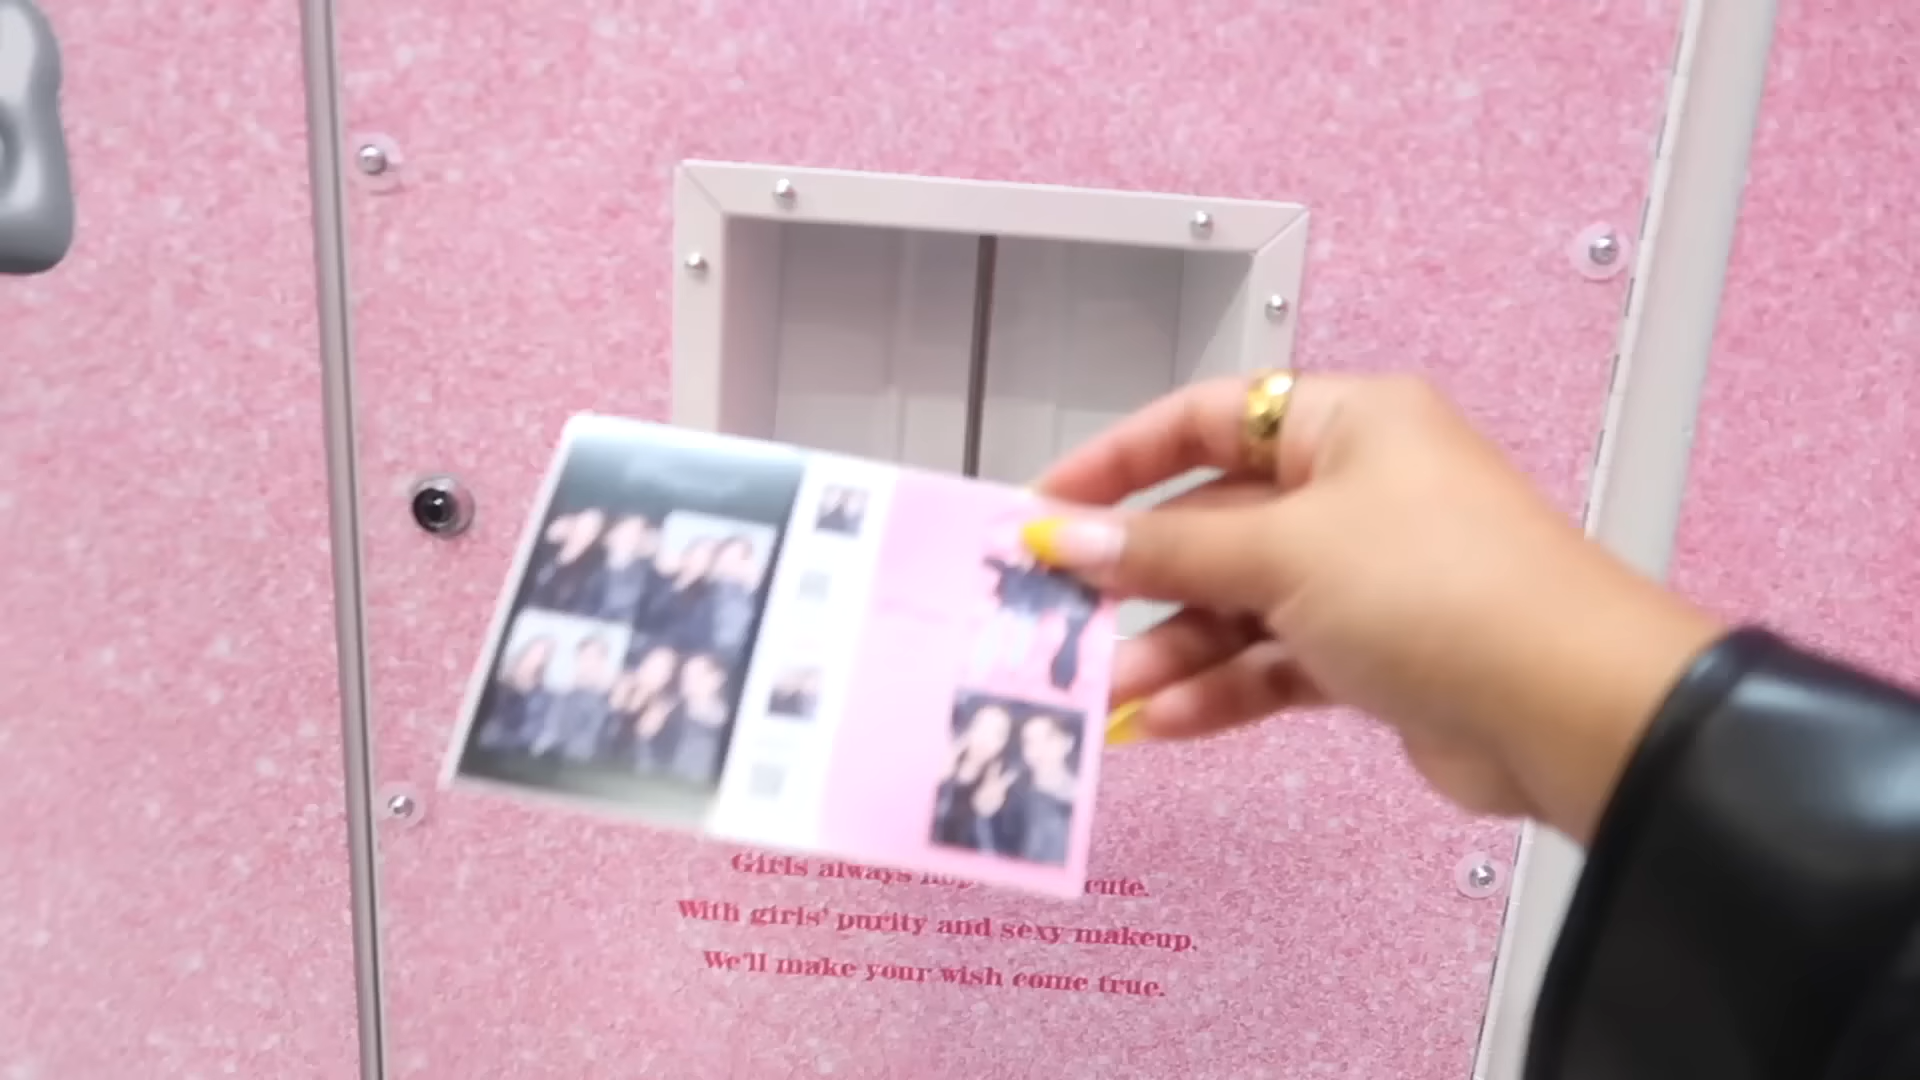 Girls always cute.
With girls' purity and sexy makeup.
We'll make your wish come true.